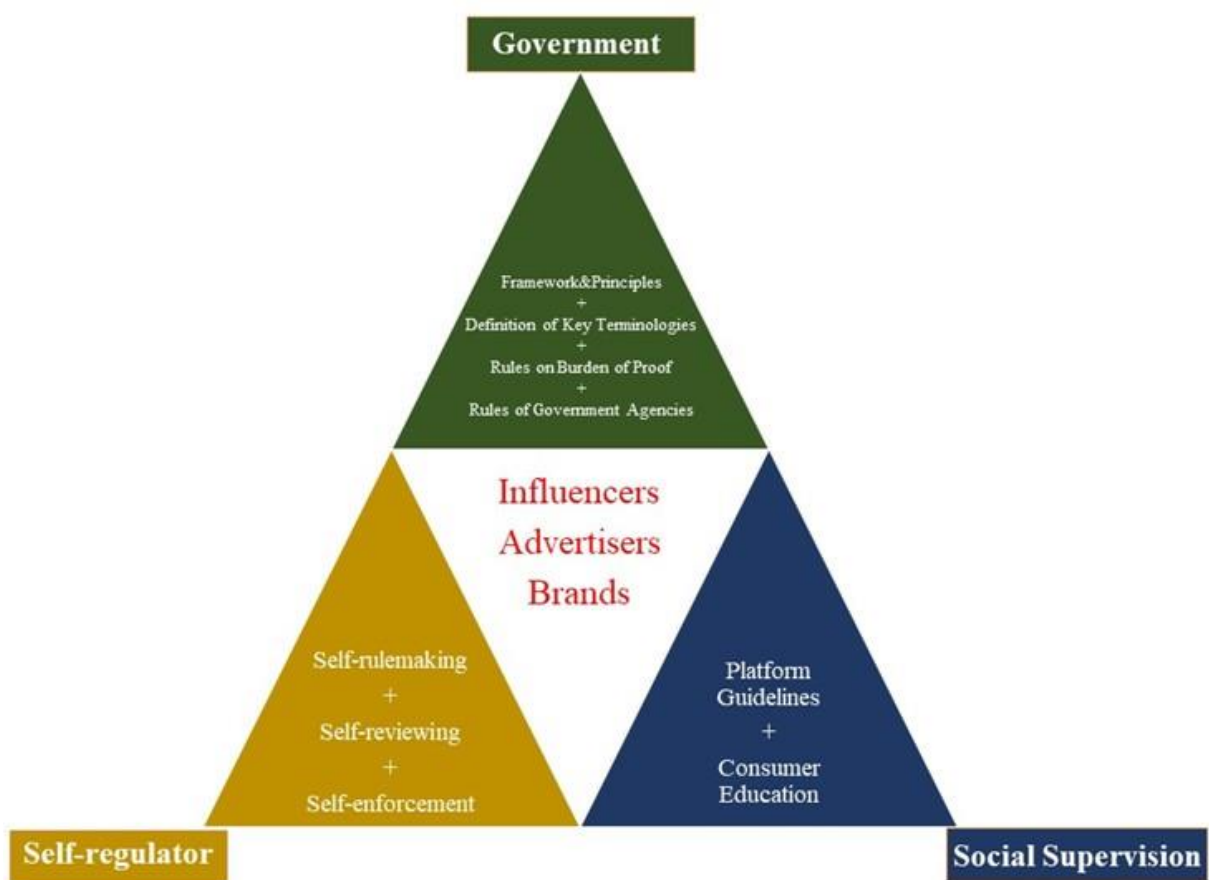 Government
Framework&Principles
+
Definition of Key Terminologies
+
Rules on Burden of Proof
+
Rules of Government Agencies
Influencers
Advertisers
Brands
Self-rulemaking
+
Self-reviewing
+
Self-enforcement
Platform
Guidelines
+
Consumer
Education
Self-regulator
Social Supervision